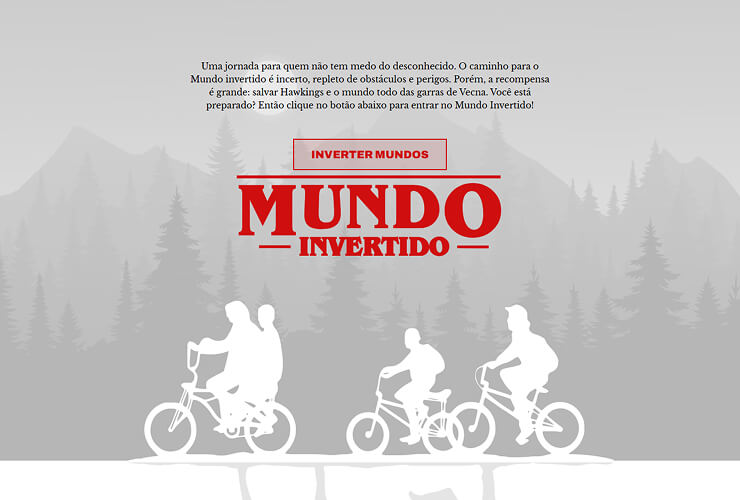 Uma jornada para quem não tem medo do desconhecido. O caminho para o
Mundo invertido é incerto, repleto de obstáculos e perigos. Porém, a recompensa
é grande: salvar Hawkings e o mundo todo das garras de Vecna. Você está
preparado? Então clique no botão abaixo para entrar no Mundo Invertido!
INVERTER MUNDOS
MUNDO
INVERTIDO